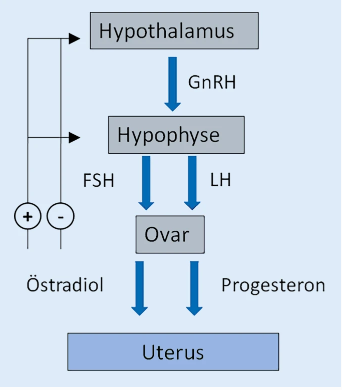 Hypothalamus
GnRH
Hypophyse
FSH
LH
+
-
Ovar
Östradiol
Progesteron
Uterus